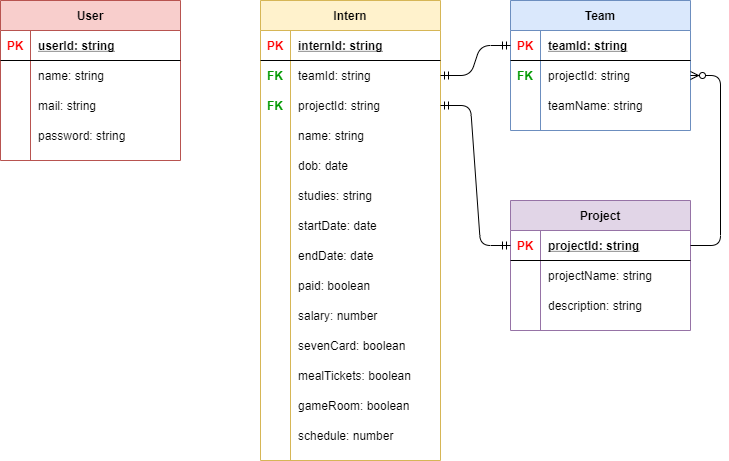 User
PK userId: string
name: string
mail: string
password: string
Intern
PK internId: string
FK teamId: string
FK projectId: string
name: string
dob: date
studies: string
startDate: date
endDate: date
paid: boolean
salary: number
sevenCard: boolean
mealTickets: boolean
gameRoom: boolean
schedule: number
Team
PK teamId: string
FK projectId: string
teamName: string
Project
PK projectId: string
projectName: string
description: string